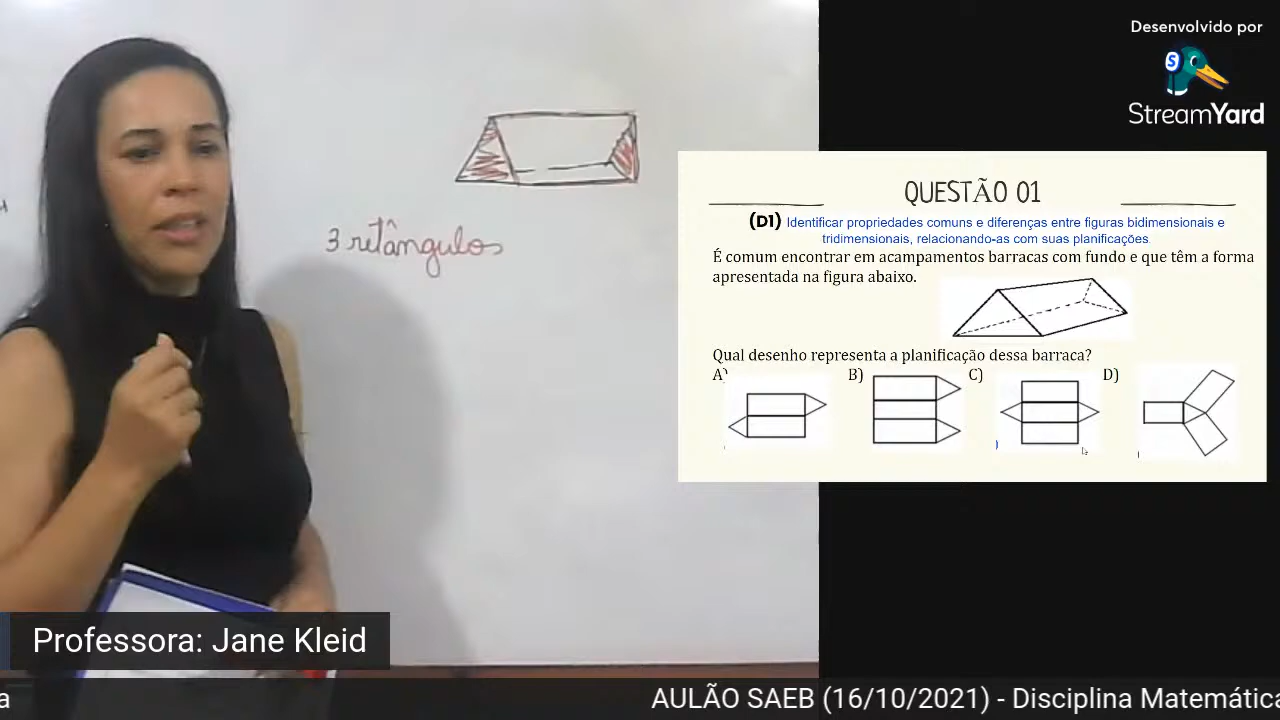 Desenvolvido por
StreamYard
3 retângulos
QUESTÃO 01
(D1) Identificar propriedades comuns e diferenças entre figuras bidimensionais e
tridimensionais, relacionando-as com suas planificações.
É comum encontrar em acampamentos barracas com fundo e que têm a forma
apresentada na figura abaixo.
Qual desenho representa a planificação dessa barraca?
A) B) C) D)
Professora: Jane Kleid
a AULÃO SAEB (16/10/2021) - Disciplina Matemática